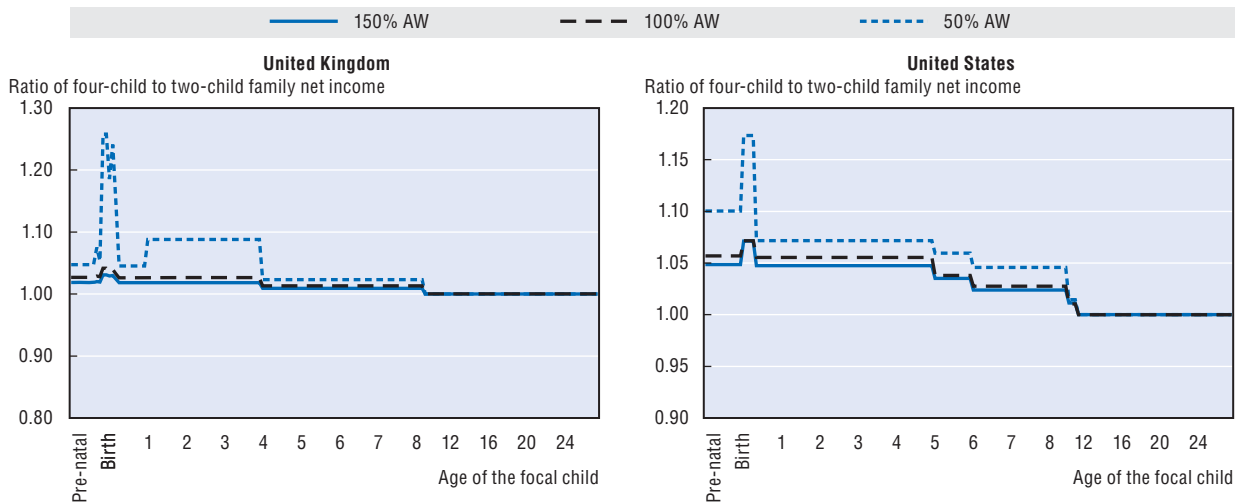 150% AW 100% AW 50% AW
United Kingdom
Ratio of four-child to two-child family net income
1.30
1.20
1.10
1.00
0.90
0.80
Pre-natal Birth 1 2 3 4 5 6 7 8 12 16 20 24
Age of the focal child
United States
Ratio of four-child to two-child family net income
1.20
1.15
1.10
1.05
1.00
0.95
0.90
Pre-natal Birth 1 2 3 4 5 6 7 8 12 16 20 24
Age of the focal child